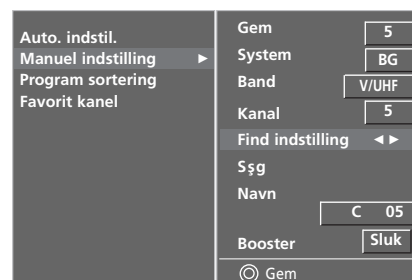 Auto. indstil.
Manuel indstilling ►
Program sortering
Favorit kanel
Gem 5
System BG
Band V/UHF
Kanal 5
Find indstilling ◄►
Sşg
Navn
C 05
Booster Sluk
Gem